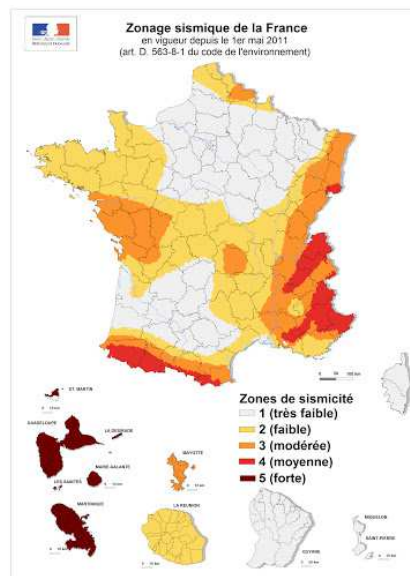 Zonage sismique de la France
en vigueur depuis le 1er mai 2011
(art. D. 563-8-1 du code de l'environnement)
ST. MARTIN
GUADELOUPE
LA DESIRADE
MARIE-GALANTE
LES SAINTES
MAYOTTE
MARTINIQUE
LA REUNION
GUYANE
MIQUELON
SAINT-PIERRE
Zones de sismicité
1 (très faible)
2 (faible)
3 (modérée)
4 (moyenne)
5 (forte)